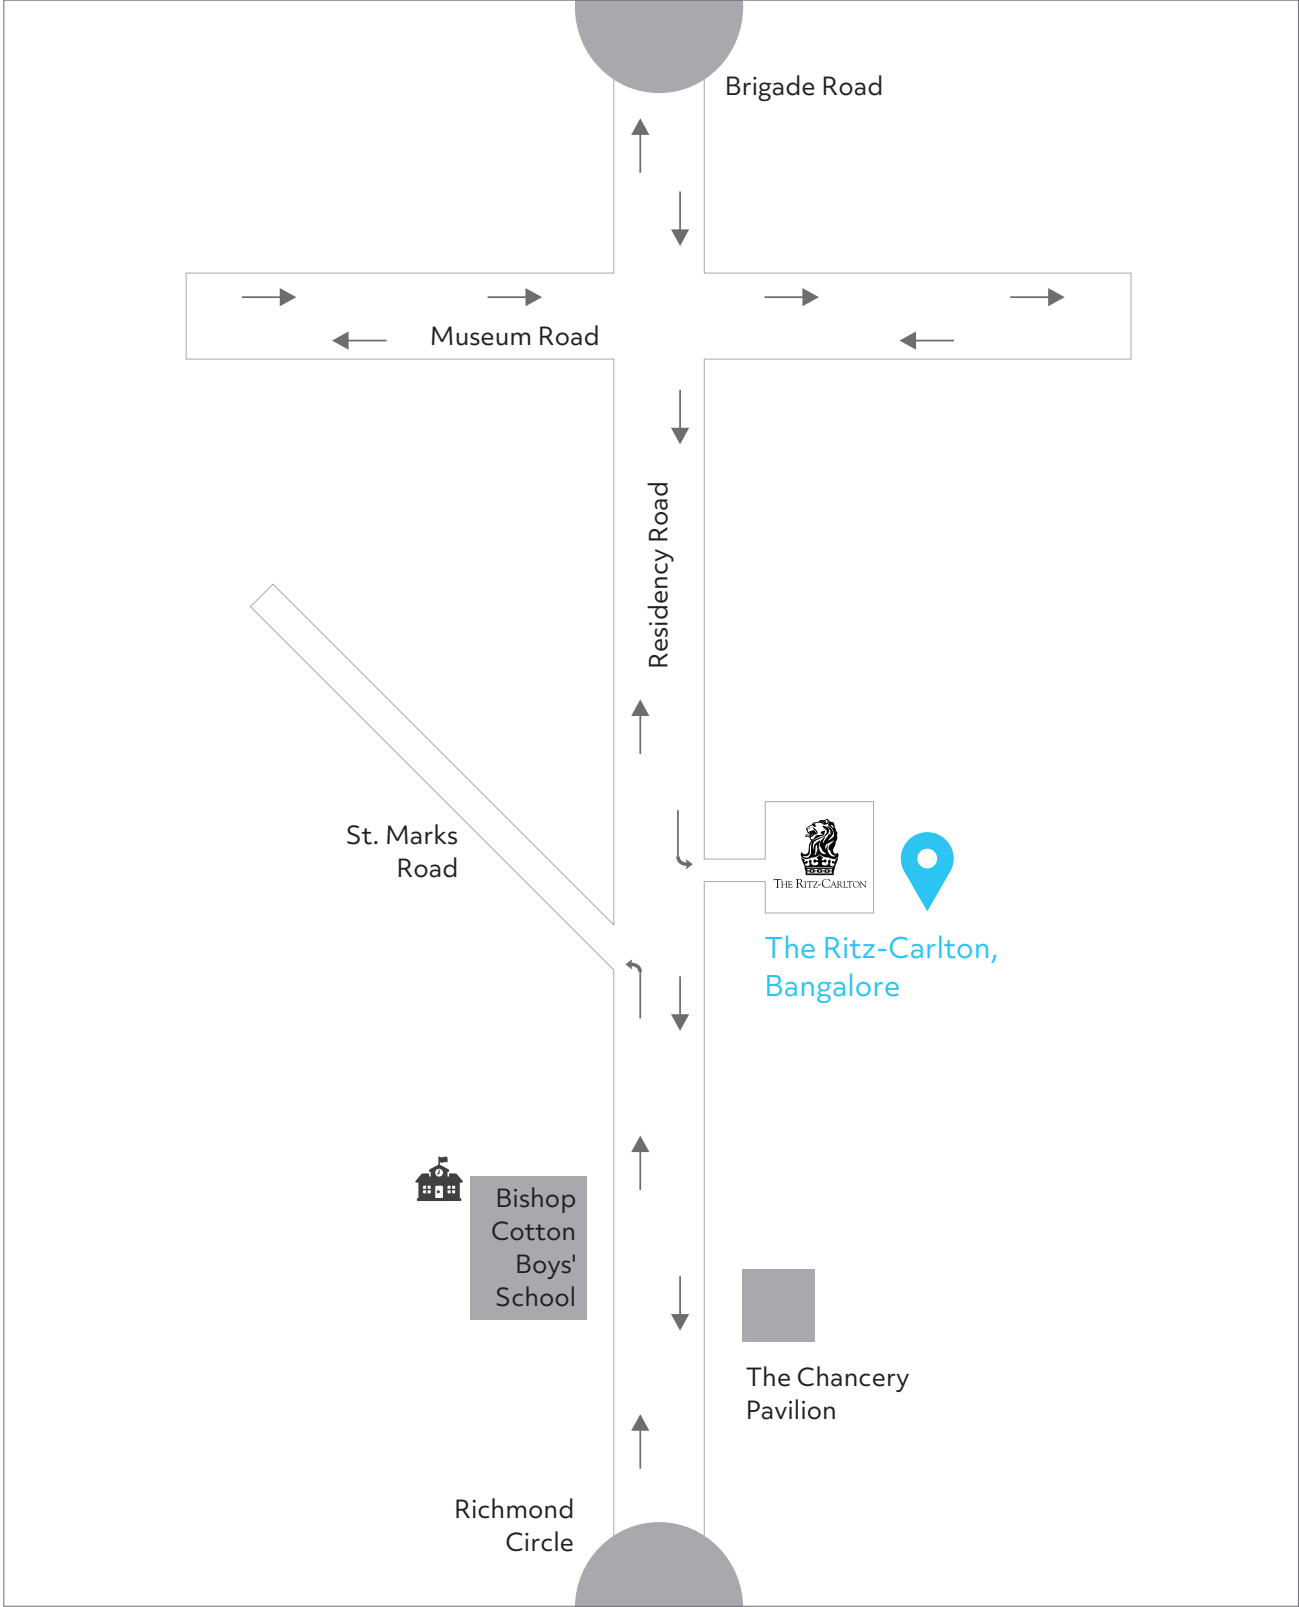 Brigade Road
Museum Road
Residency Road
St. Marks
Road
THE RITZ-CARLTON
The Ritz-Carlton,
Bangalore
Bishop
Cotton
Boys'
School
The Chancery
Pavilion
Richmond
Circle